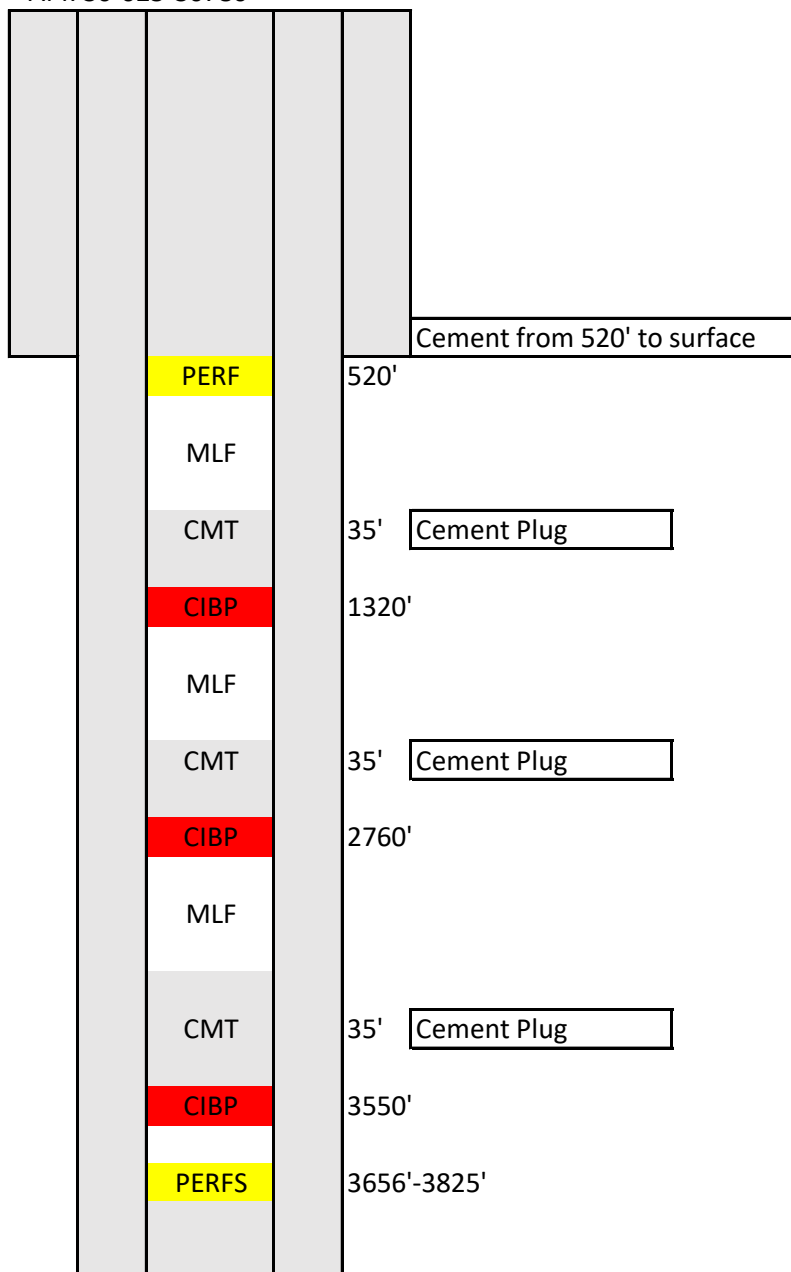 Cement from 520' to surface
PERF 520'
MLF
CMT 35' Cement Plug
CIBP 1320'
MLF
CMT 35' Cement Plug
CIBP 2760'
MLF
CMT 35' Cement Plug
CIBP 3550'
PERFS 3656'-3825'